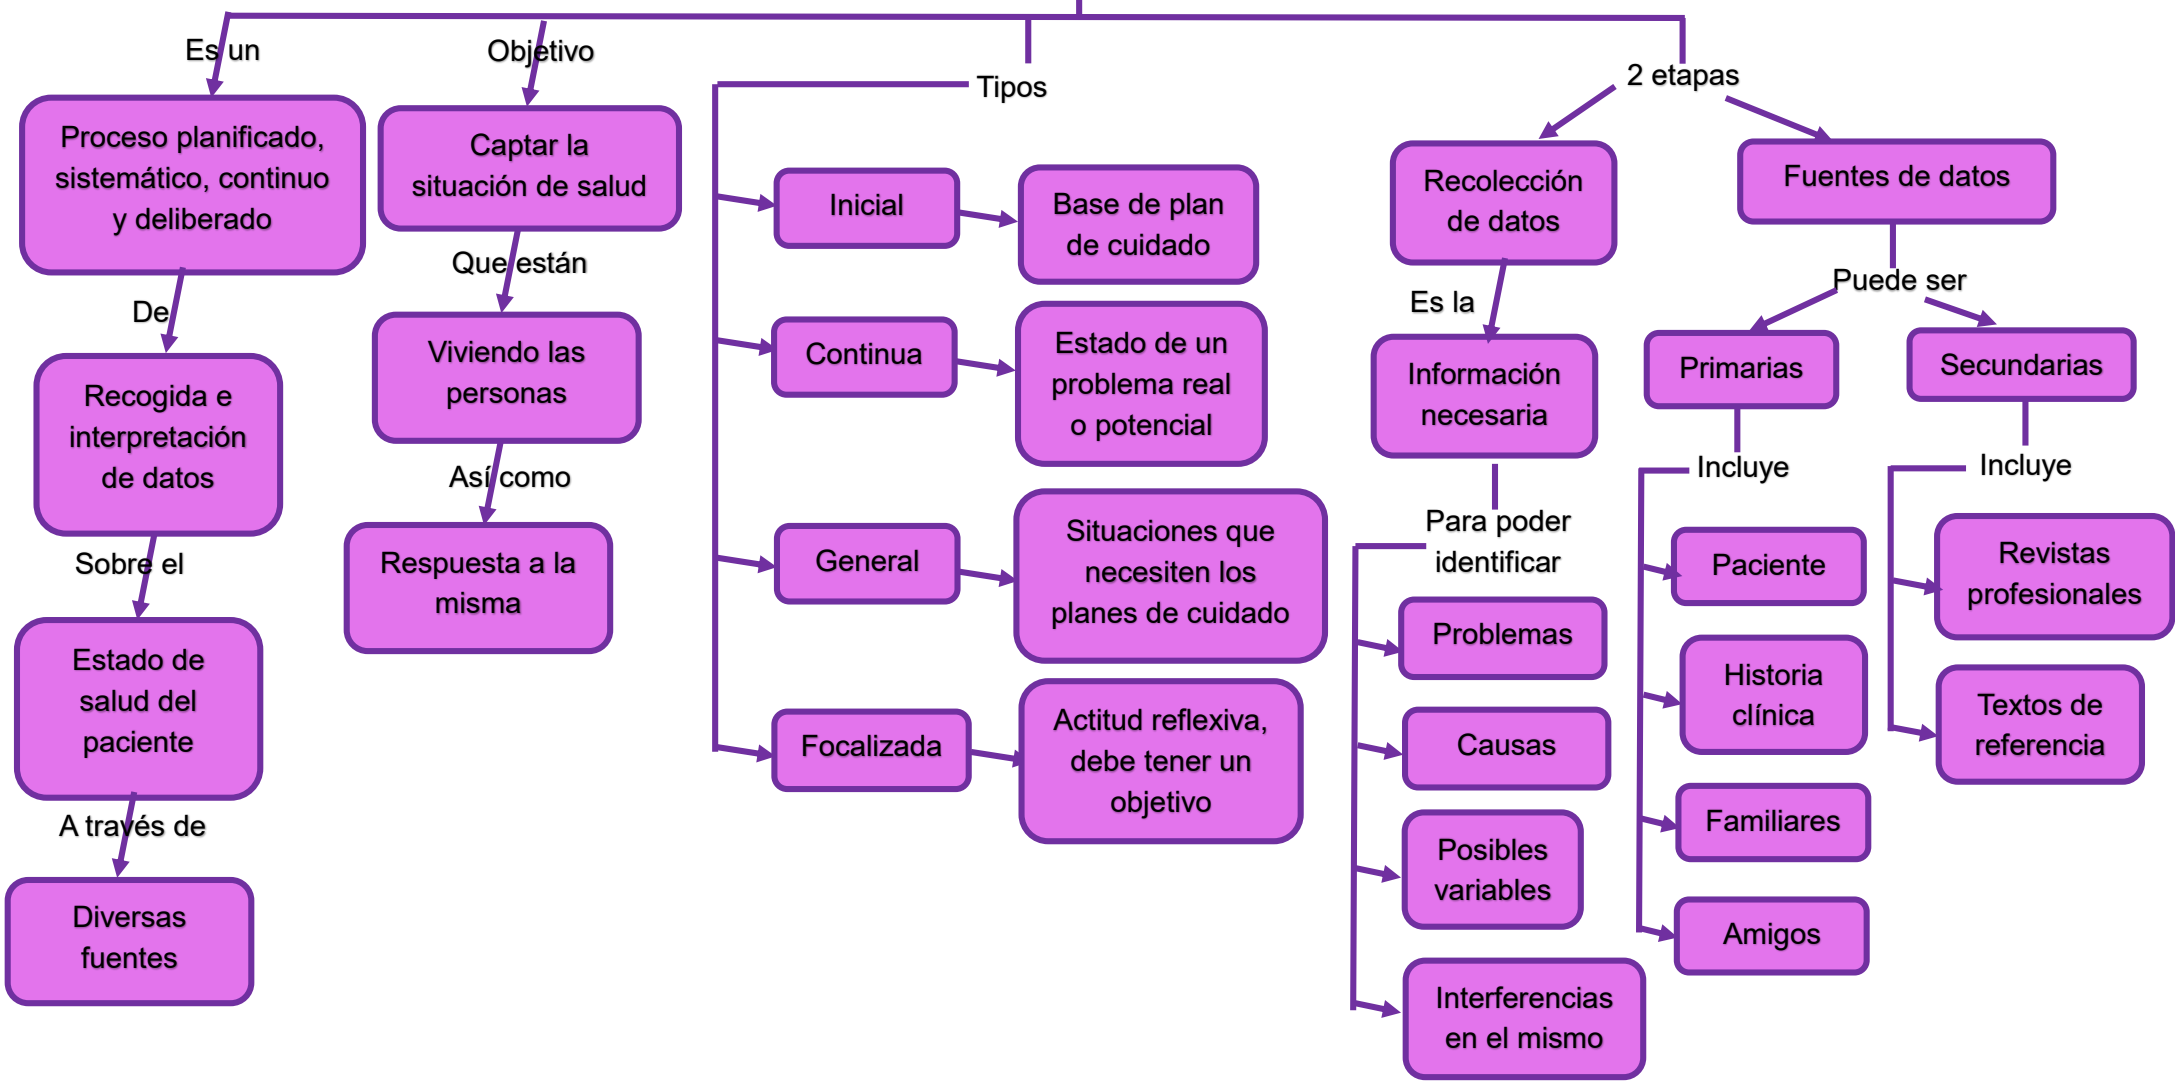 Es un
Proceso planificado,
sistemático, continuo
y deliberado
De
Recogida e
interpretación
de datos
Sobre el
Estado de
salud del
paciente
A través de
Diversas
fuentes
Objetivo
Captar la
situación de salud
Que están
Viviendo las
personas
Así como
Respuesta a la
misma
Tipos
Inicial
Base de plan
de cuidado
Continua
Estado de un
problema real
o potencial
General
Situaciones que
necesiten los
planes de cuidado
Focalizada
Actitud reflexiva,
debe tener un
objetivo
2 etapas
Recolección
de datos
Es la
Información
necesaria
Para poder
identificar
Problemas
Causas
Posibles
variables
Interferencias
en el mismo
Fuentes de datos
Puede ser
Primarias
Incluye
Paciente
Historia
clínica
Familiares
Amigos
Secundarias
Incluye
Revistas
profesionales
Textos de
referencia